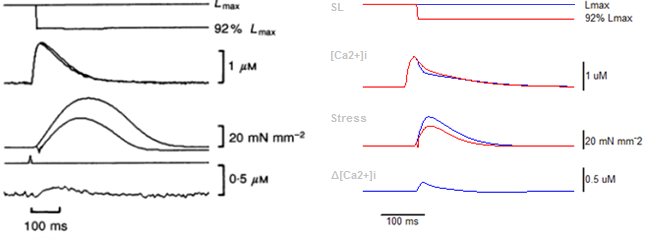 Lmax
92% Lmax
1 μM
20 mN mm⁻²
0·5 μM
100 ms
SL
Lmax
92% Lmax
[Ca2+]i
1 uM
Stress
20 mN mm-2
Δ[Ca2+]i
0.5 uM
100 ms